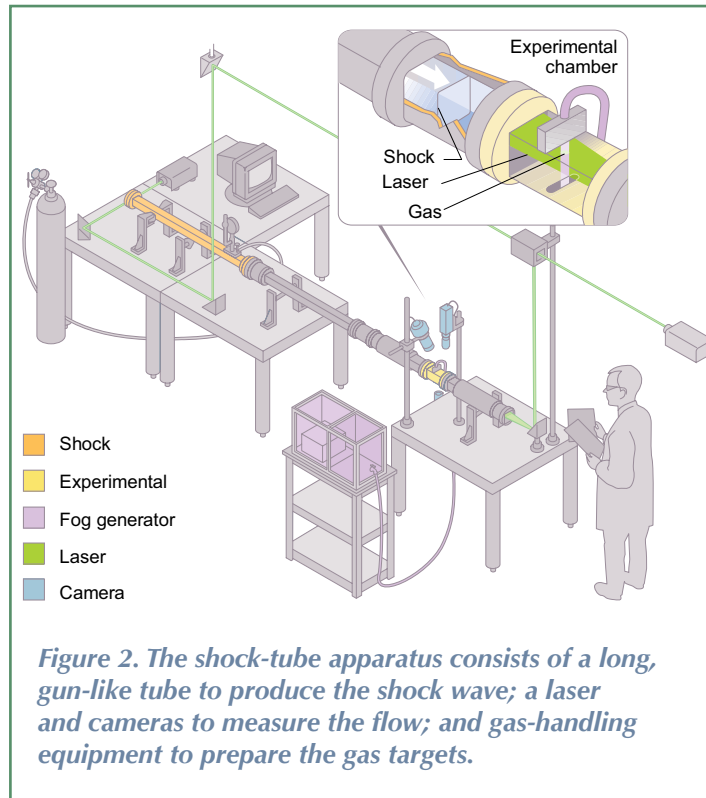 Experimental
chamber
Shock
Laser
Gas
Shock
Experimental
Fog generator
Laser
Camera
Figure 2. The shock-tube apparatus consists of a long,
gun-like tube to produce the shock wave; a laser
and cameras to measure the flow; and gas-handling
equipment to prepare the gas targets.